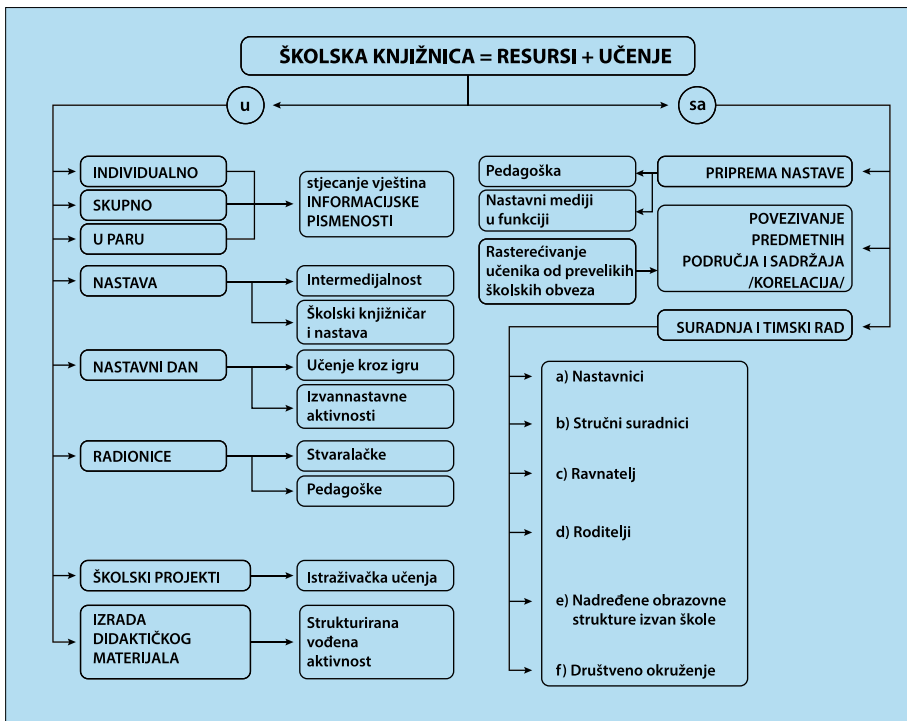 ŠKOLSKA KNJIŽNICA = RESURSI + UČENJE
u
sa
INDIVIDUALNO
SKUPNO
U PARU
stjecanje vještina
INFORMACIJSKE
PISMENOSTI
NASTAVA
Intermedijalnost
Školski knjižničar
i nastava
NASTAVNI DAN
Učenje kroz igru
Izvannastavne
aktivnosti
RADIONICE
Stvaralačke
Pedagoške
ŠKOLSKI PROJEKTI
Istraživačka učenja
IZRADA
DIDAKTIČKOG
MATERIJALA
Strukturirana
vođena
aktivnost
Pedagoška
Nastavni mediji
u funkciji
PRIPREMA NASTAVE
Rasterećivanje
učenika od prevelikih
školskih obveza
POVEZIVANJE
PREDMETNIH
PODRUČJA I SADRŽAJA
/KORELACIJA/
SURADNJA I TIMSKI RAD
a) Nastavnici
b) Stručni suradnici
c) Ravnatelj
d) Roditelji
e) Nadređene obrazovne
strukture izvan škole
f) Društveno okruženje